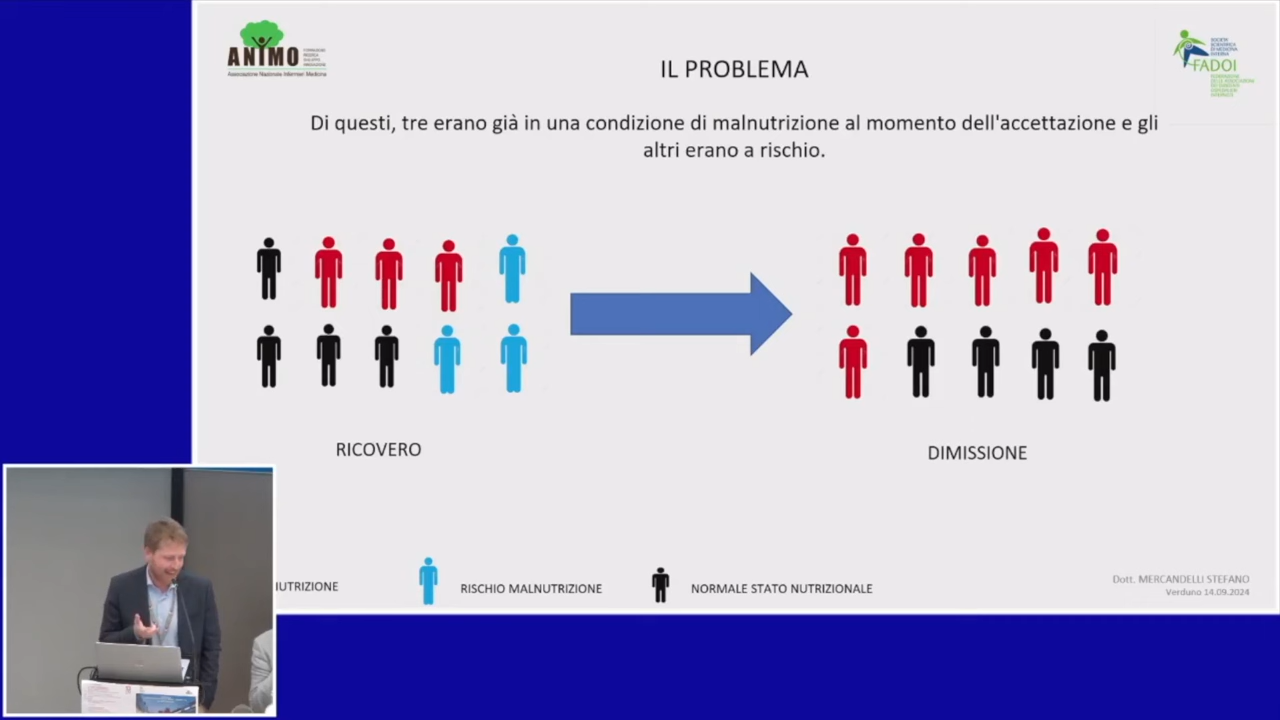 ANIMO
Associazione Nazionale Infermieri Medicina
FADOI
IL PROBLEMA
Di questi, tre erano già in una condizione di malnutrizione al momento dell'accettazione e gli
altri erano a rischio.
RICOVERO
DIMISSIONE
RISCHIO MALNUTRIZIONE
NORMALE STATO NUTRIZIONALE
Dott. MERCANDELLI STEFANO
Verduno 14.09.2024